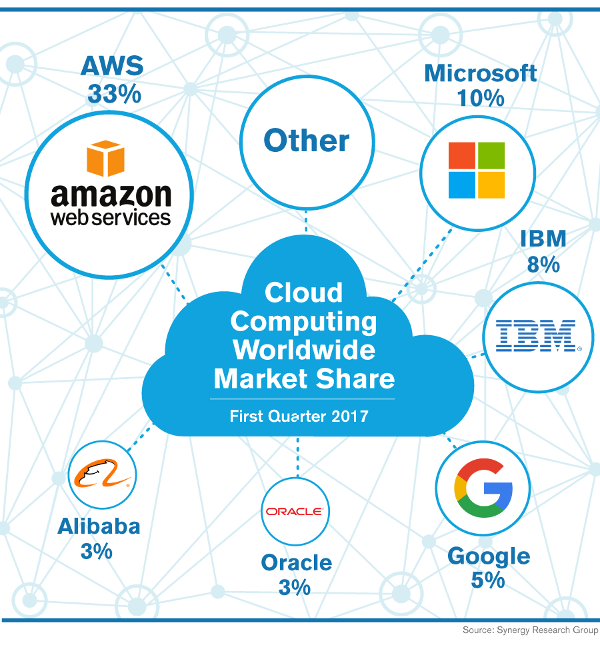 AWS
33%
amazon
web services
Other
Microsoft
10%
IBM
8%
IBM®
Cloud
Computing
Worldwide
Market Share
First Quarter 2017
Alibaba
3%
ORACLE
Oracle
3%
G
Google
5%
Source: Synergy Research Group